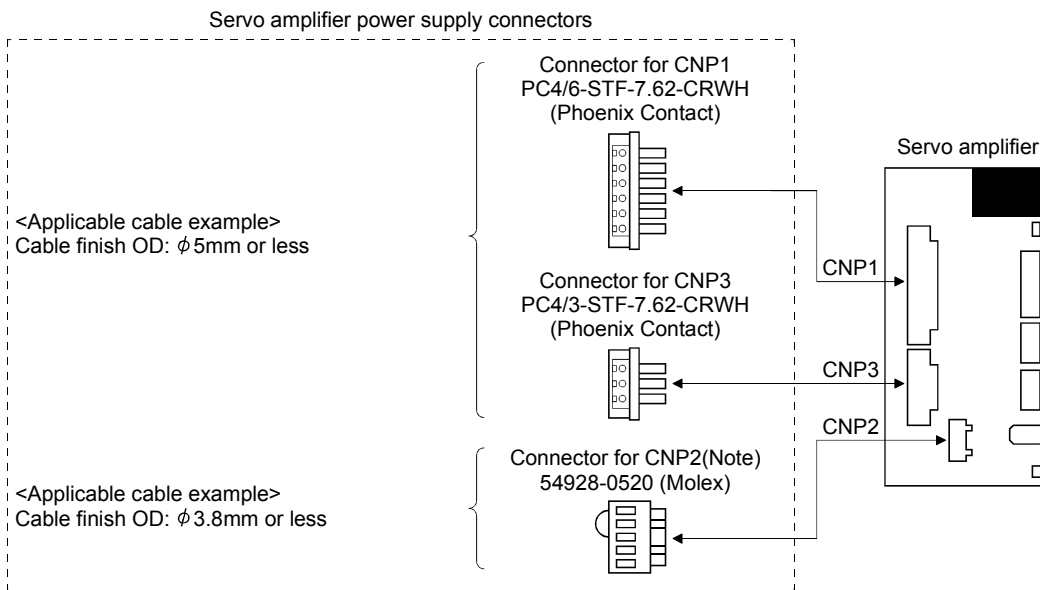 Servo amplifier power supply connectors
Connector for CNP1
PC4/6-STF-7.62-CRWH
(Phoenix Contact)
Servo amplifier
<Applicable cable example>
Cable finish OD: ϕ5mm or less
CNP1
Connector for CNP3
PC4/3-STF-7.62-CRWH
(Phoenix Contact)
CNP3
CNP2
Connector for CNP2(Note)
54928-0520 (Molex)
<Applicable cable example>
Cable finish OD: ϕ3.8mm or less